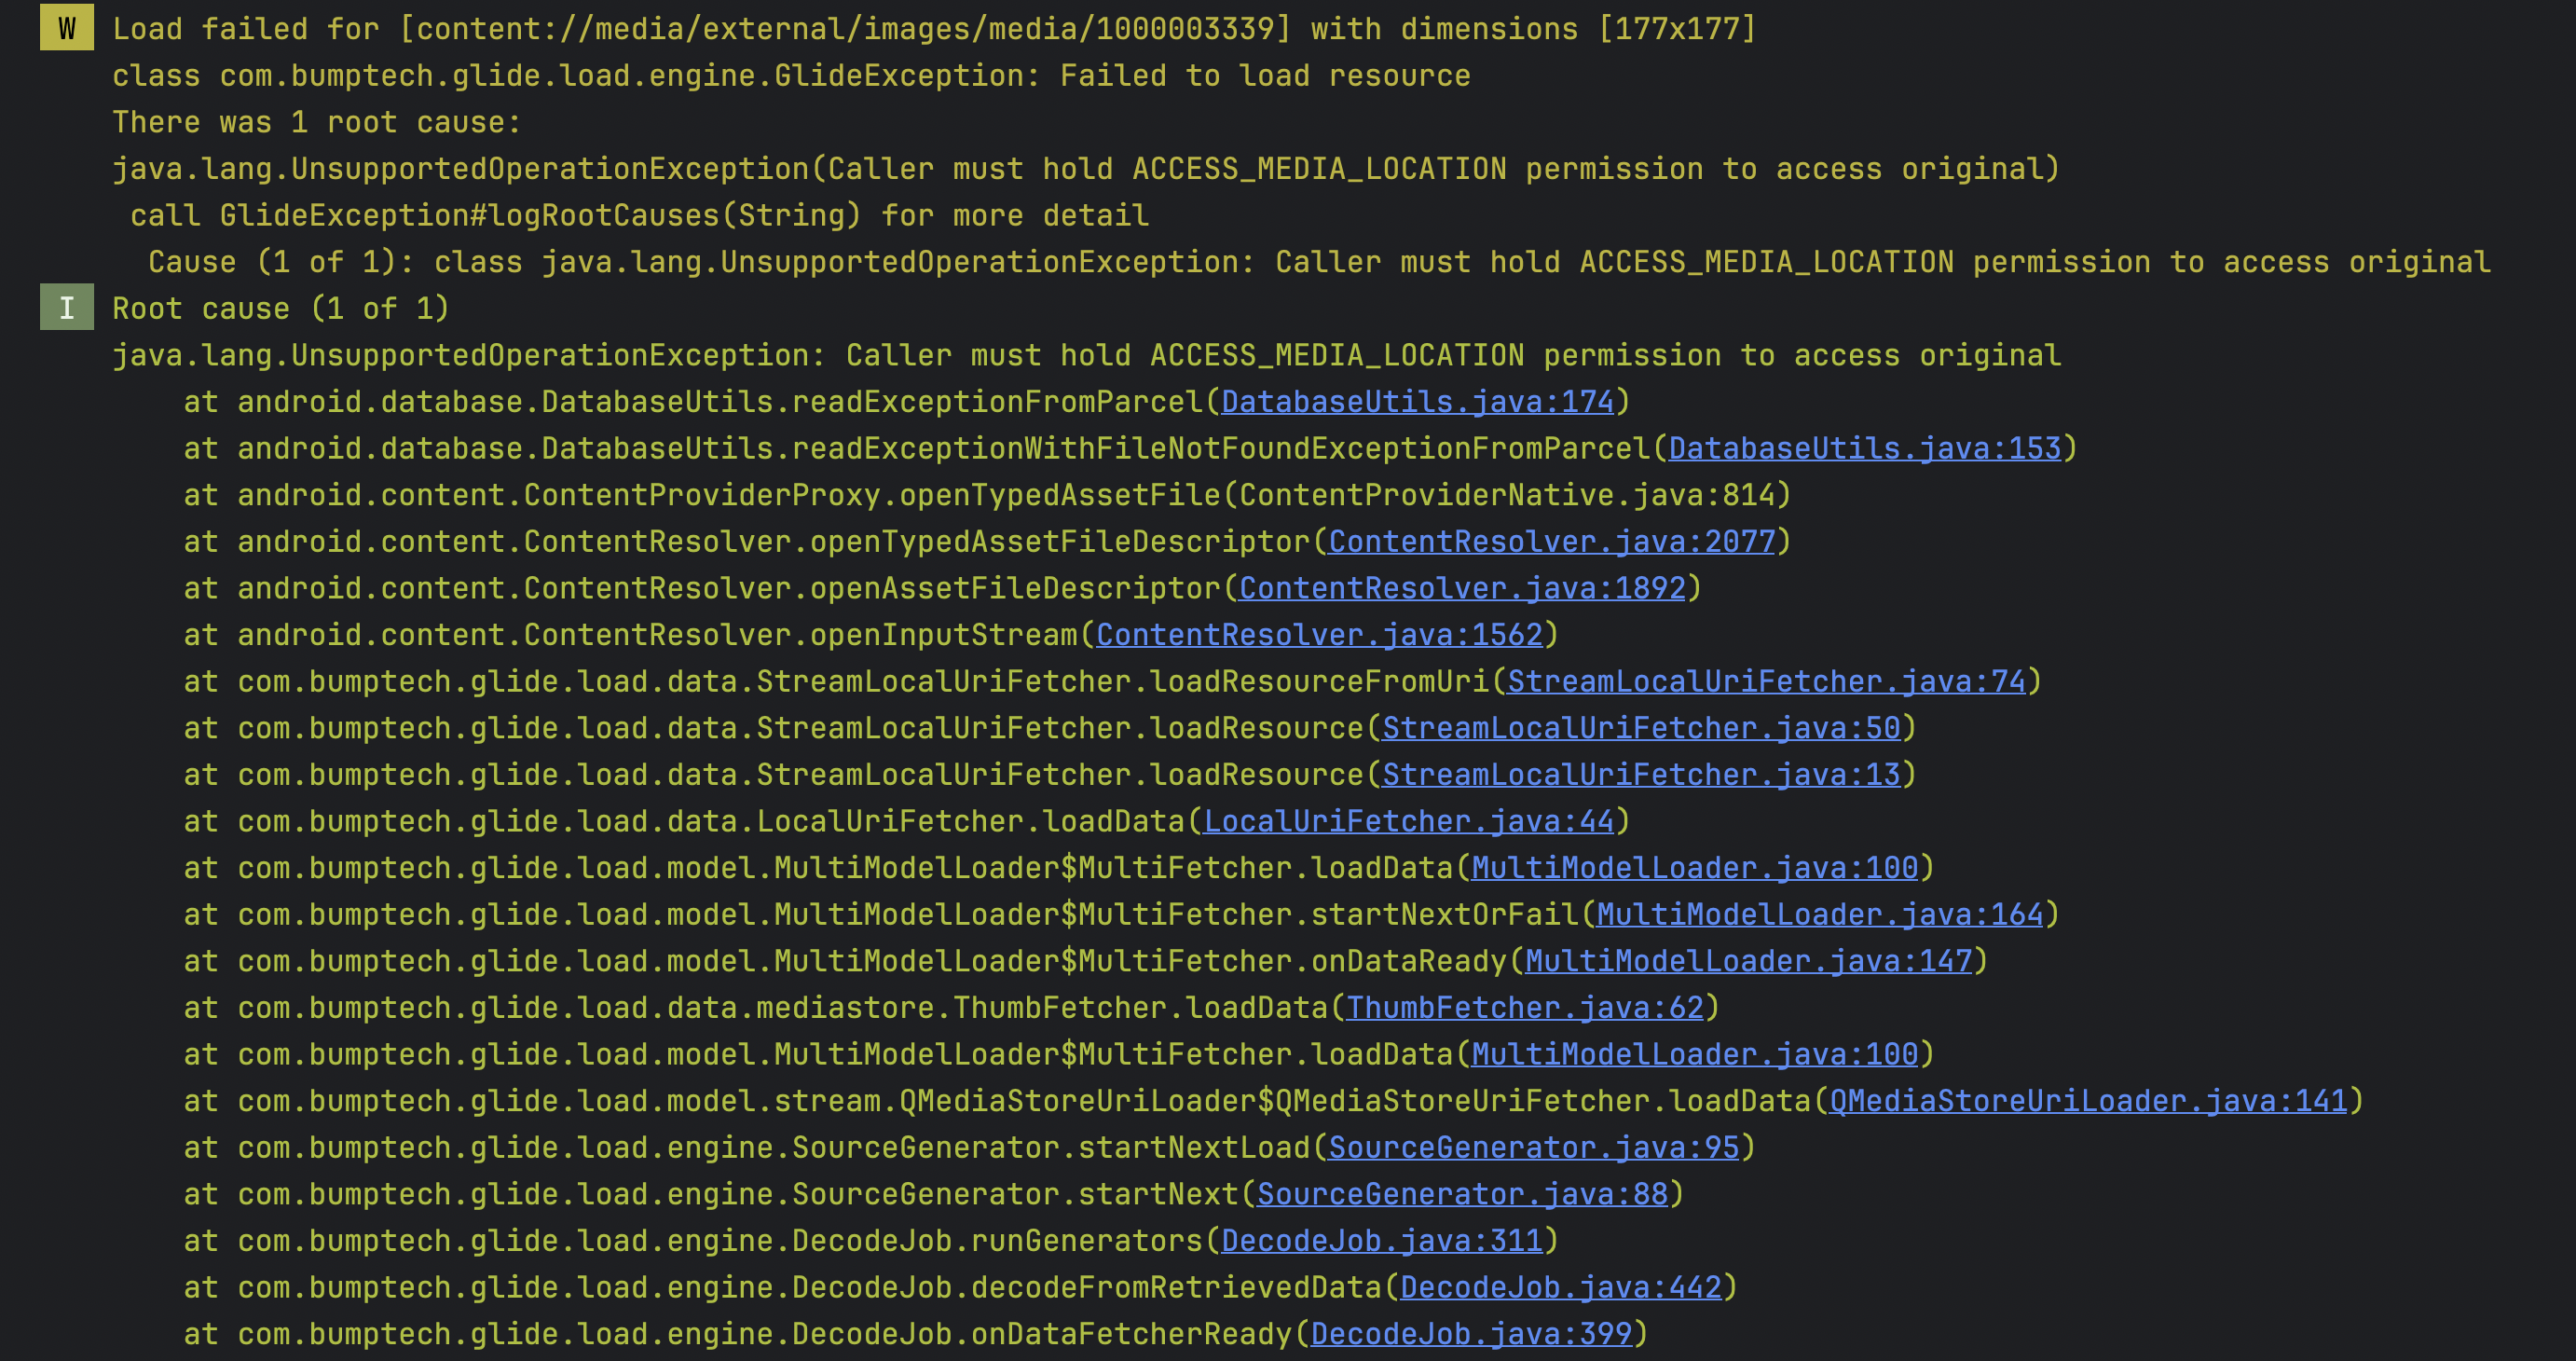 W Load failed for [content://media/external/images/media/1000003339] with dimensions [177x177]
class com.bumptech.glide.load.engine.GlideException: Failed to load resource
There was 1 root cause:
java.lang.UnsupportedOperationException(Caller must hold ACCESS_MEDIA_LOCATION permission to access original)
 call GlideException#logRootCauses(String) for more detail
  Cause (1 of 1): class java.lang.UnsupportedOperationException: Caller must hold ACCESS_MEDIA_LOCATION permission to access original
I Root cause (1 of 1)
java.lang.UnsupportedOperationException: Caller must hold ACCESS_MEDIA_LOCATION permission to access original
    at android.database.DatabaseUtils.readExceptionFromParcel(DatabaseUtils.java:174)
    at android.database.DatabaseUtils.readExceptionWithFileNotFoundExceptionFromParcel(DatabaseUtils.java:153)
    at android.content.ContentProviderProxy.openTypedAssetFile(ContentProviderNative.java:814)
    at android.content.ContentResolver.openTypedAssetFileDescriptor(ContentResolver.java:2077)
    at android.content.ContentResolver.openAssetFileDescriptor(ContentResolver.java:1892)
    at android.content.ContentResolver.openInputStream(ContentResolver.java:1562)
    at com.bumptech.glide.load.data.StreamLocalUriFetcher.loadResourceFromUri(StreamLocalUriFetcher.java:74)
    at com.bumptech.glide.load.data.StreamLocalUriFetcher.loadResource(StreamLocalUriFetcher.java:50)
    at com.bumptech.glide.load.data.StreamLocalUriFetcher.loadResource(StreamLocalUriFetcher.java:13)
    at com.bumptech.glide.load.data.LocalUriFetcher.loadData(LocalUriFetcher.java:44)
    at com.bumptech.glide.load.model.MultiModelLoader$MultiFetcher.loadData(MultiModelLoader.java:100)
    at com.bumptech.glide.load.model.MultiModelLoader$MultiFetcher.startNextOrFail(MultiModelLoader.java:164)
    at com.bumptech.glide.load.model.MultiModelLoader$MultiFetcher.onDataReady(MultiModelLoader.java:147)
    at com.bumptech.glide.load.data.mediastore.ThumbFetcher.loadData(ThumbFetcher.java:62)
    at com.bumptech.glide.load.model.MultiModelLoader$MultiFetcher.loadData(MultiModelLoader.java:100)
    at com.bumptech.glide.load.model.stream.QMediaStoreUriLoader$QMediaStoreUriFetcher.loadData(QMediaStoreUriLoader.java:141)
    at com.bumptech.glide.load.engine.SourceGenerator.startNextLoad(SourceGenerator.java:95)
    at com.bumptech.glide.load.engine.SourceGenerator.startNext(SourceGenerator.java:88)
    at com.bumptech.glide.load.engine.DecodeJob.runGenerators(DecodeJob.java:311)
    at com.bumptech.glide.load.engine.DecodeJob.decodeFromRetrievedData(DecodeJob.java:442)
    at com.bumptech.glide.load.engine.DecodeJob.onDataFetcherReady(DecodeJob.java:399)